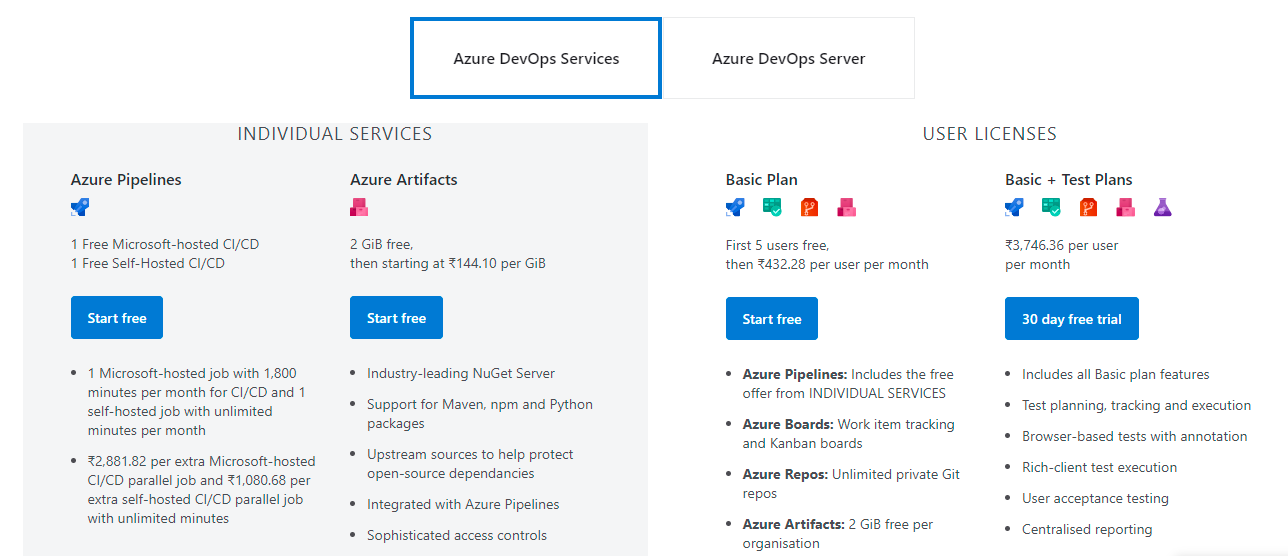 Azure DevOps Services
Azure DevOps Server
INDIVIDUAL SERVICES
Azure Pipelines
1 Free Microsoft-hosted CI/CD
1 Free Self-Hosted CI/CD
Start free
1 Microsoft-hosted job with 1,800
minutes per month for CI/CD and 1
self-hosted job with unlimited
minutes per month
₹2,881.82 per extra Microsoft-hosted
CI/CD parallel job and ₹1,080.68 per
extra self-hosted CI/CD parallel job
with unlimited minutes
Azure Artifacts
2 GiB free,
then starting at ₹144.10 per GiB
Start free
Industry-leading NuGet Server
Support for Maven, npm and Python
packages
Upstream sources to help protect
open-source dependancies
Integrated with Azure Pipelines
Sophisticated access controls
USER LICENSES
Basic Plan
First 5 users free,
then ₹432.28 per user per month
Start free
Azure Pipelines: Includes the free
offer from INDIVIDUAL SERVICES
Azure Boards: Work item tracking
and Kanban boards
Azure Repos: Unlimited private Git
repos
Azure Artifacts: 2 GiB free per
organisation
Basic + Test Plans
₹3,746.36 per user
per month
30 day free trial
Includes all Basic plan features
Test planning, tracking and execution
Browser-based tests with annotation
Rich-client test execution
User acceptance testing
Centralised reporting